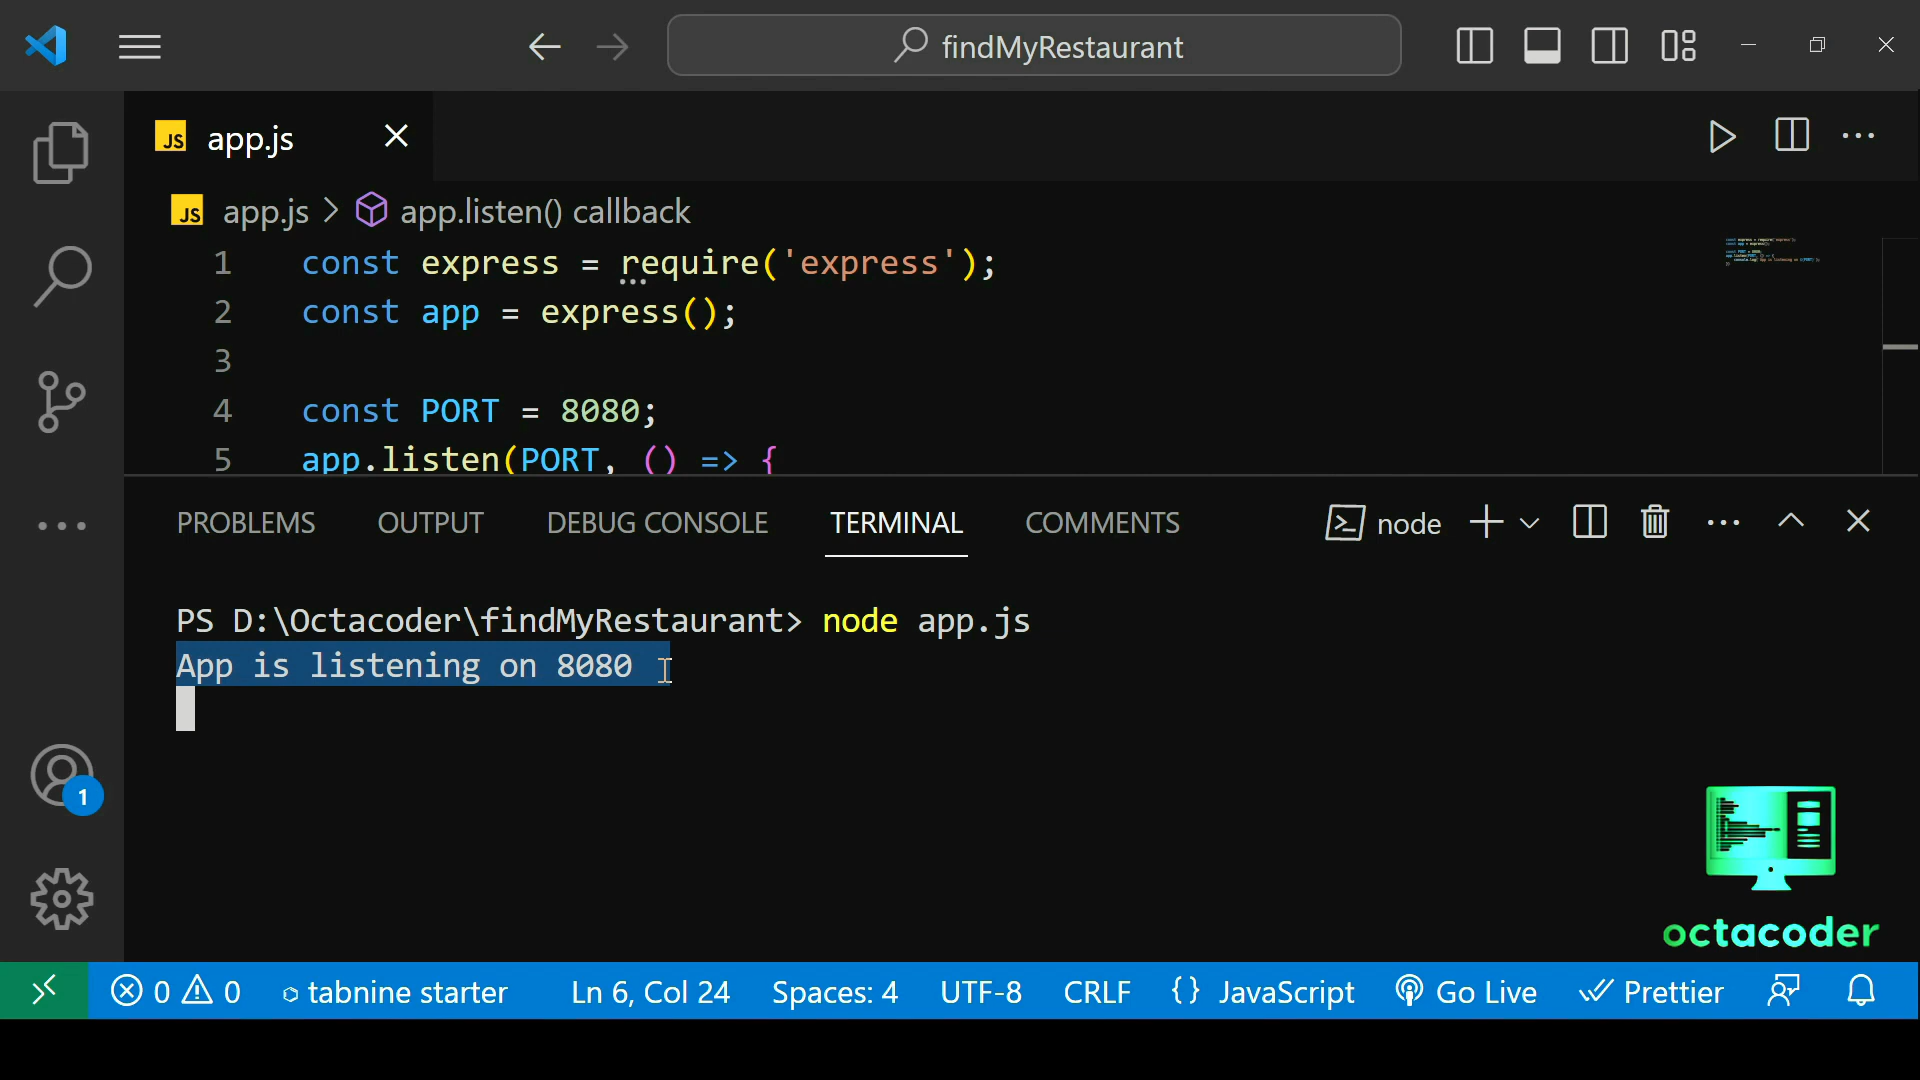 findMyRestaurant
JS app.js
JS app.js > app.listen() callback
1 const express = require('express');
2 const app = express();
3
4 const PORT = 8080;
5 app.listen(PORT, () => {
PROBLEMS OUTPUT DEBUG CONSOLE TERMINAL COMMENTS node
PS D:\Octacoder\findMyRestaurant> node app.js
App is listening on 8080
1
octacoder
0 0 tabnine starter Ln 6, Col 24 Spaces: 4 UTF-8 CRLF {} JavaScript Go Live Prettier